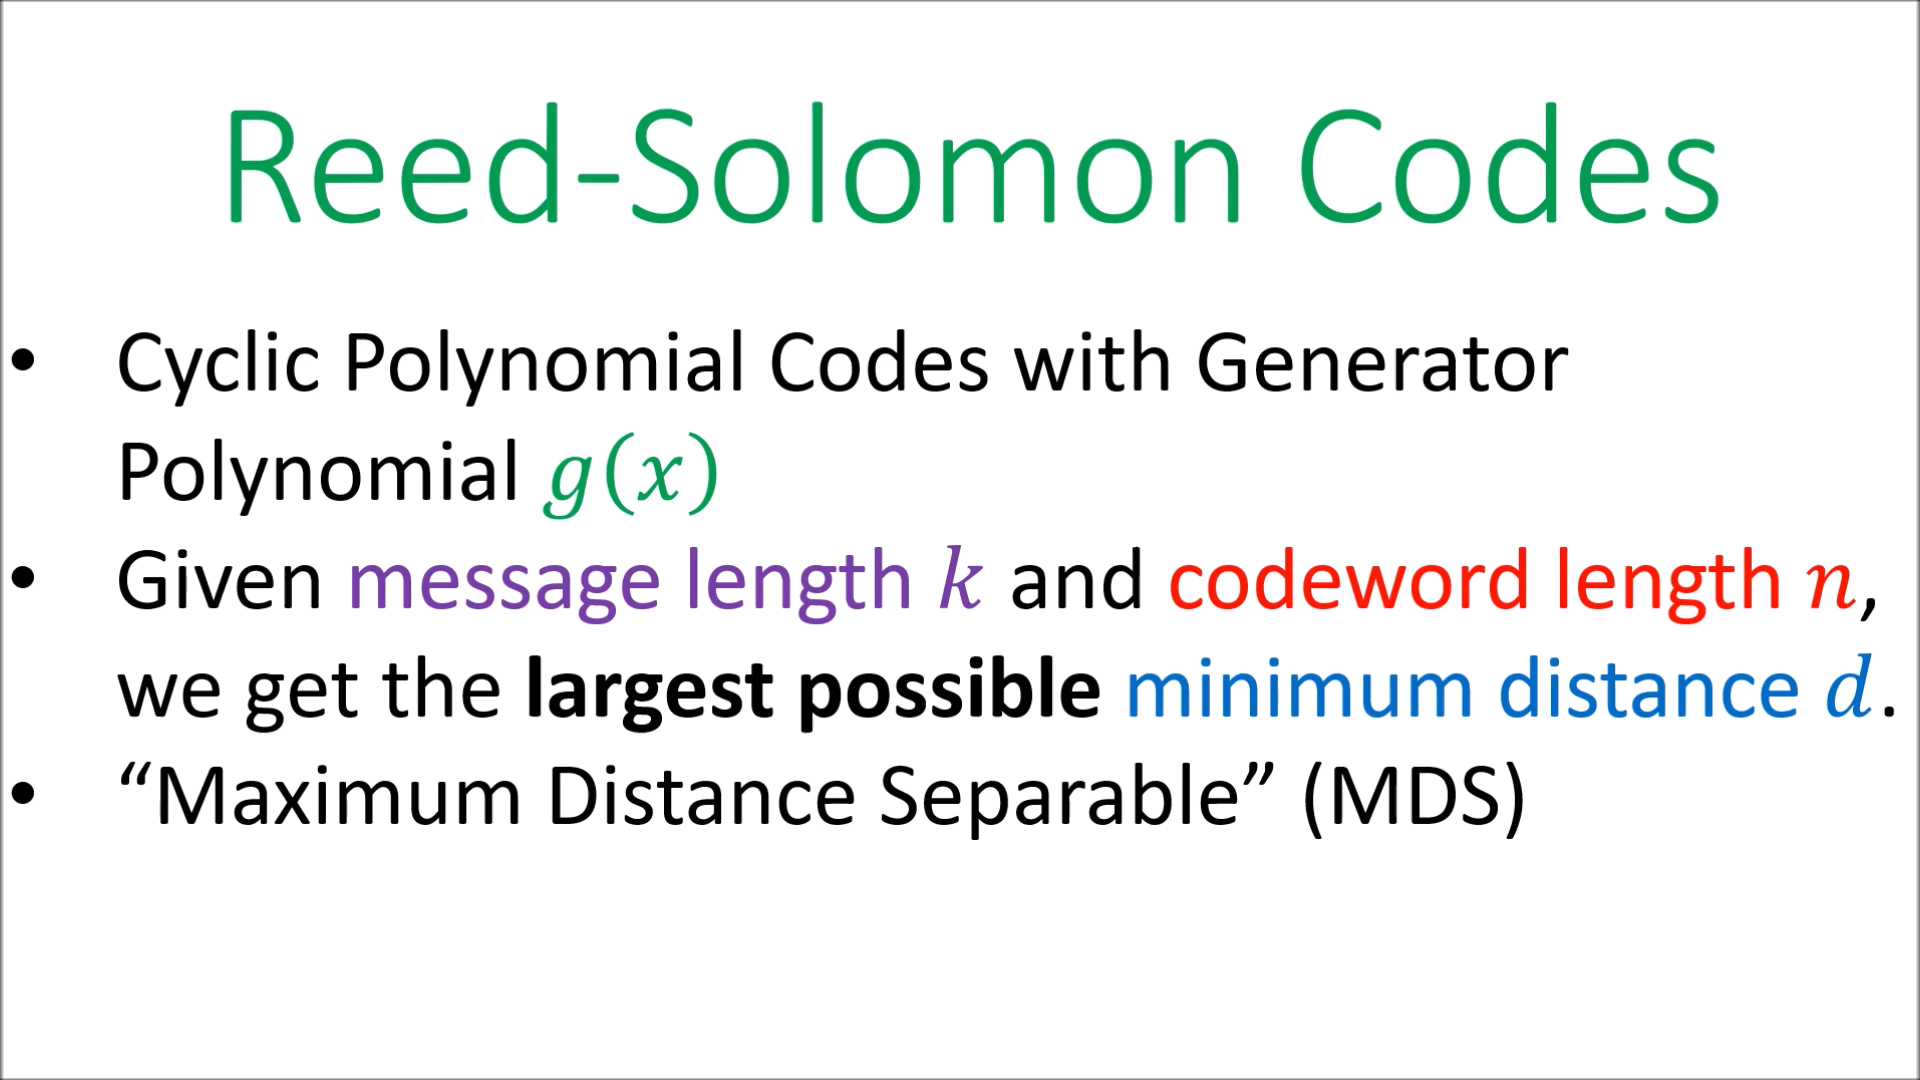 Reed-Solomon Codes
• Cyclic Polynomial Codes with Generator
Polynomial g(x)
• Given message length k and codeword length n,
we get the largest possible minimum distance d.
• “Maximum Distance Separable” (MDS)